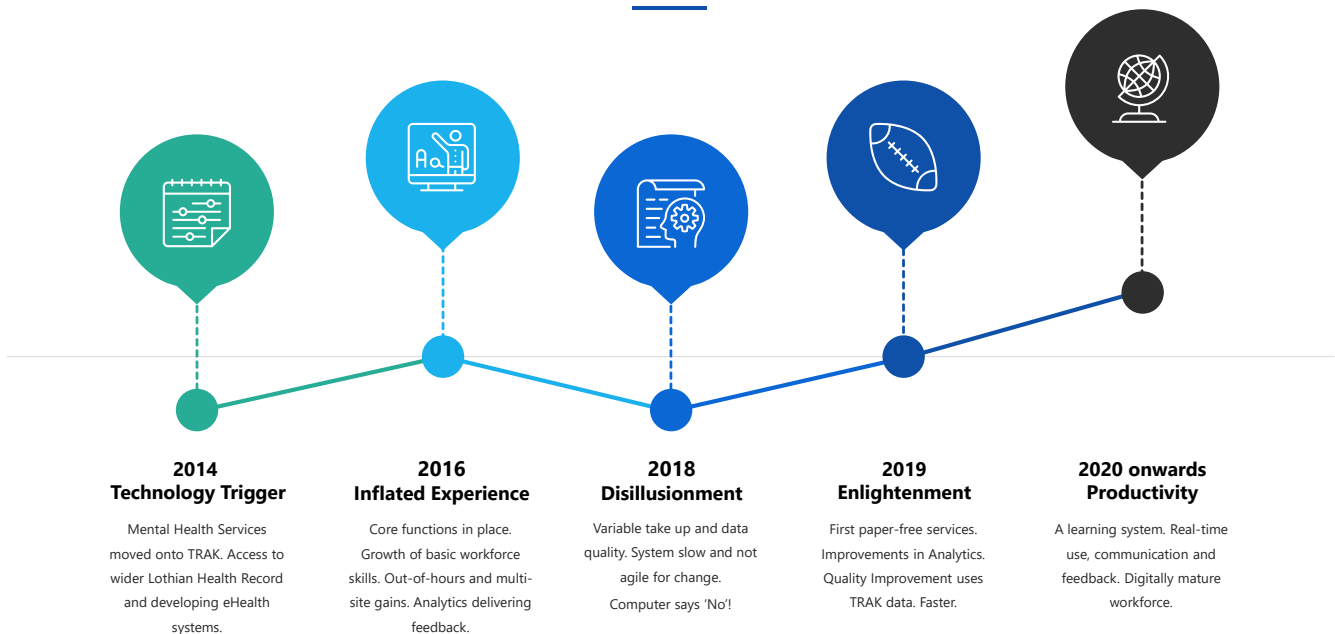 Aa
2014
Technology Trigger
Mental Health Services
moved onto TRAK. Access to
wider Lothian Health Record
and developing eHealth
systems.
2016
Inflated Experience
Core functions in place.
Growth of basic workforce
skills. Out-of-hours and multi-
site gains. Analytics delivering
feedback.
2018
Disillusionment
Variable take up and data
quality. System slow and not
agile for change.
Computer says ‘No’!
2019
Enlightenment
First paper-free services.
Improvements in Analytics.
Quality Improvement uses
TRAK data. Faster.
2020 onwards
Productivity
A learning system. Real-time
use, communication and
feedback. Digitally mature
workforce.